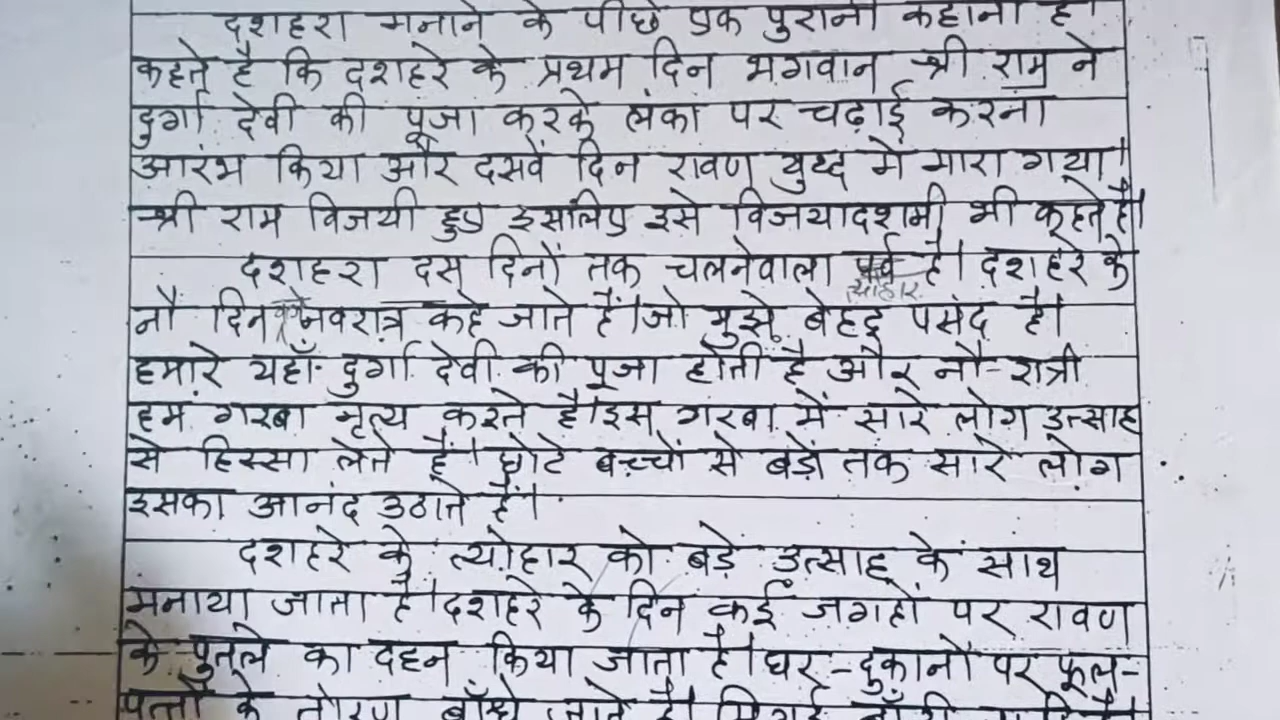 दशहरा मनाने के पीछे एक पुरानी कहानी है।
कहते है कि दशहरे के प्रथम दिन भगवान श्री राम ने
दुर्गा देवी की पूजा करके लंका पर चढ़ाई करना
आरंभ किया और दसवें दिन रावण युध्द में मारा गया।
श्री राम विजयी हुए इसलिए इसे विजयादशमी भी कहते है।
दशहरा दस दिनों तक चलनेवाला पर्व है। दशहरे के
त्योहार
नौ दिन नवरात्र कहे जाते हैं। जो मुझे बेहद पसंद है।
हमारे यहाँ दुर्गा देवी की पूजा होती है और नौ-रात्री
हम गरबा नृत्य करते है। इस गरबा में सारे लोग उत्साह
से हिस्सा लेते हैं। छोटे बच्चों से बड़ों तक सारे लोग
इसका आनंद उठाते हैं।
दशहरे के त्योहार को बड़े उत्साह के साथ
मनाया जाता है। दशहरे के दिन कई जगहों पर रावण
के पुतले का दहन किया जाता है। घर-दुकानों पर फूल-
पत्तों के तोरण बाँधे जाते है।